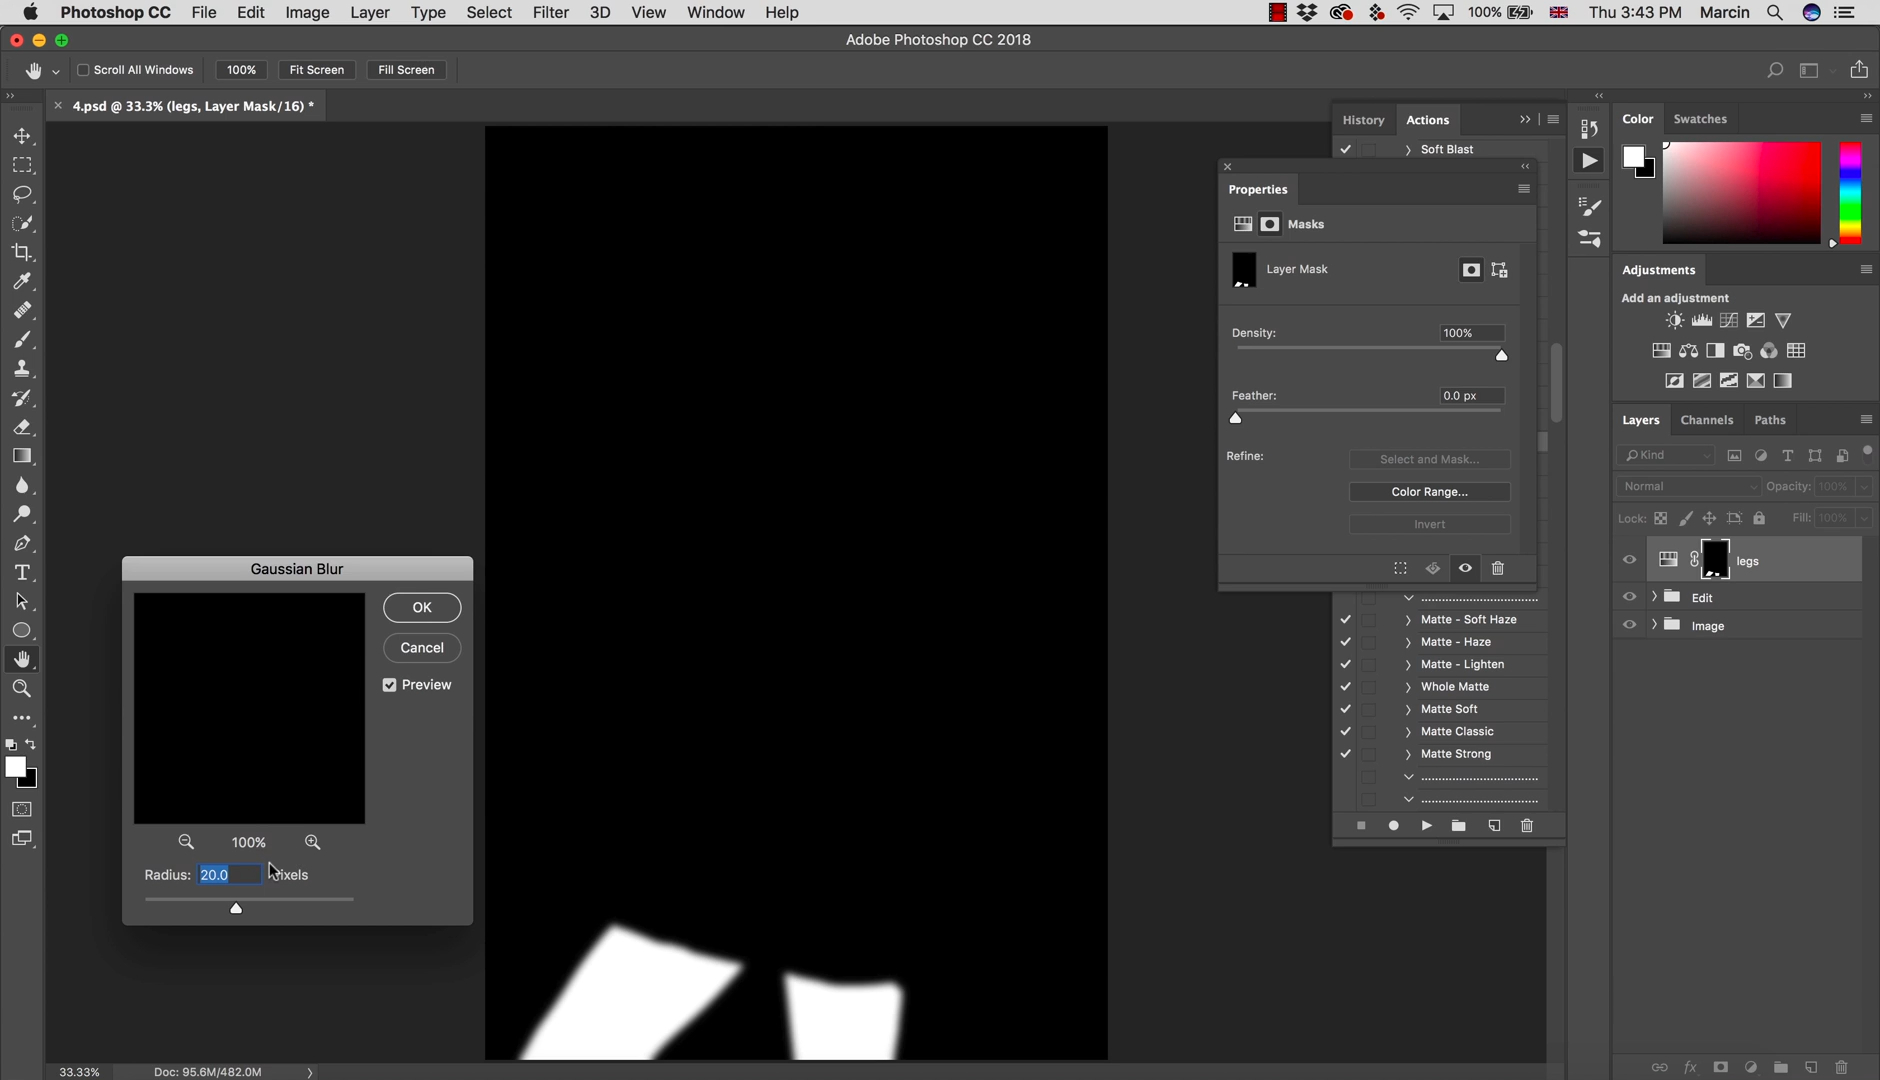 Photoshop CC File Edit Image Layer Type Select Filter 3D View Window Help 100% Thu 3:43 PM Marcin
Adobe Photoshop CC 2018
Scroll All Windows 100% Fit Screen Fill Screen
4.psd @ 33.3% (legs, Layer Mask/16) *
History Actions
Soft Blast
Properties
Masks
Layer Mask
Density: 100%
Feather: 0.0 px
Refine:
Select and Mask...
Color Range...
Invert
Matte - Soft Haze
Matte - Haze
Matte - Lighten
Whole Matte
Matte Soft
Matte Classic
Matte Strong
Color Swatches
Adjustments
Add an adjustment
Layers Channels Paths
Kind
Normal Opacity: 100%
Lock: Fill: 100%
legs
Edit
Image
Gaussian Blur
OK
Cancel
Preview
100%
Radius: 20.0
33.33% Doc: 95.6M/482.0M